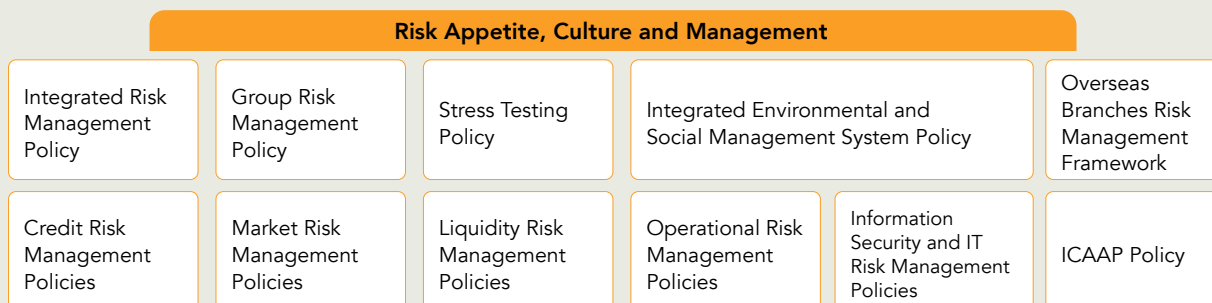 Risk Appetite, Culture and Management
Integrated Risk
Management
Policy
Group Risk
Management
Policy
Stress Testing
Policy
Integrated Environmental and
Social Management System Policy
Overseas
Branches Risk
Management
Framework
Credit Risk
Management
Policies
Market Risk
Management
Policies
Liquidity Risk
Management
Policies
Operational Risk
Management
Policies
Information
Security and IT
Risk Management
Policies
ICAAP Policy